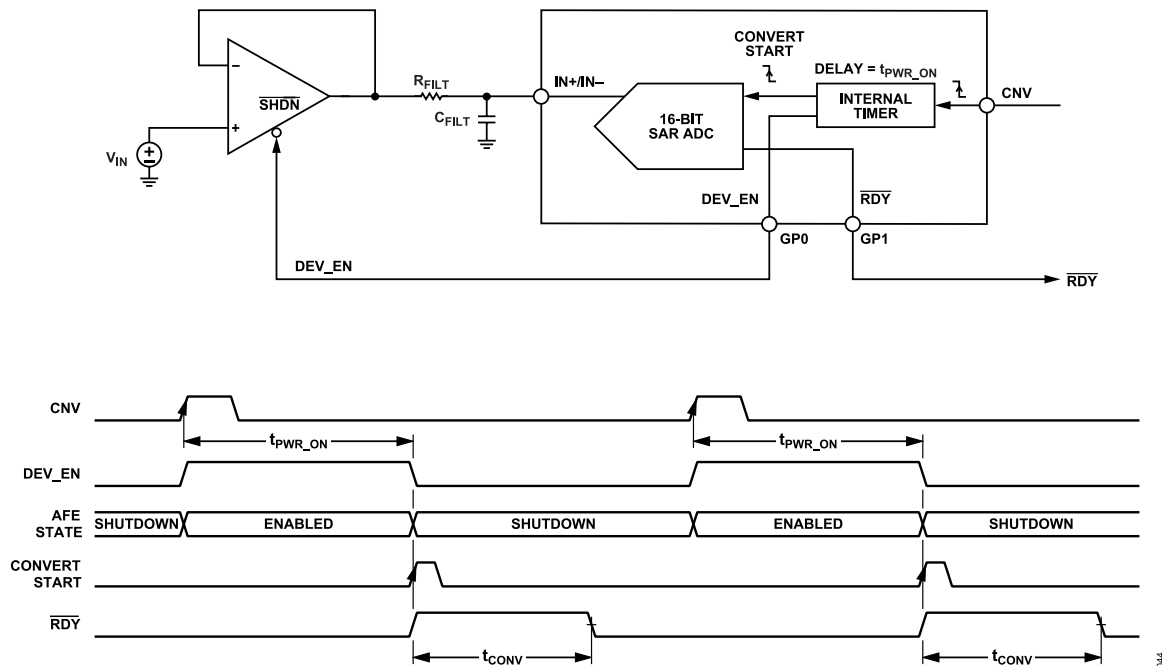 CONVERT
START
DELAY = tPWR_ON
RFILT
IN+/IN−
CNV
SHDN
−
+
CFILT
16-BIT
SAR ADC
INTERNAL
TIMER
VIN
DEV_EN
RDY
GP0
GP1
DEV_EN
RDY
CNV
tPWR_ON
tPWR_ON
DEV_EN
AFE
STATE
SHUTDOWN
ENABLED
SHUTDOWN
ENABLED
SHUTDOWN
CONVERT
START
RDY
tCONV
tCONV